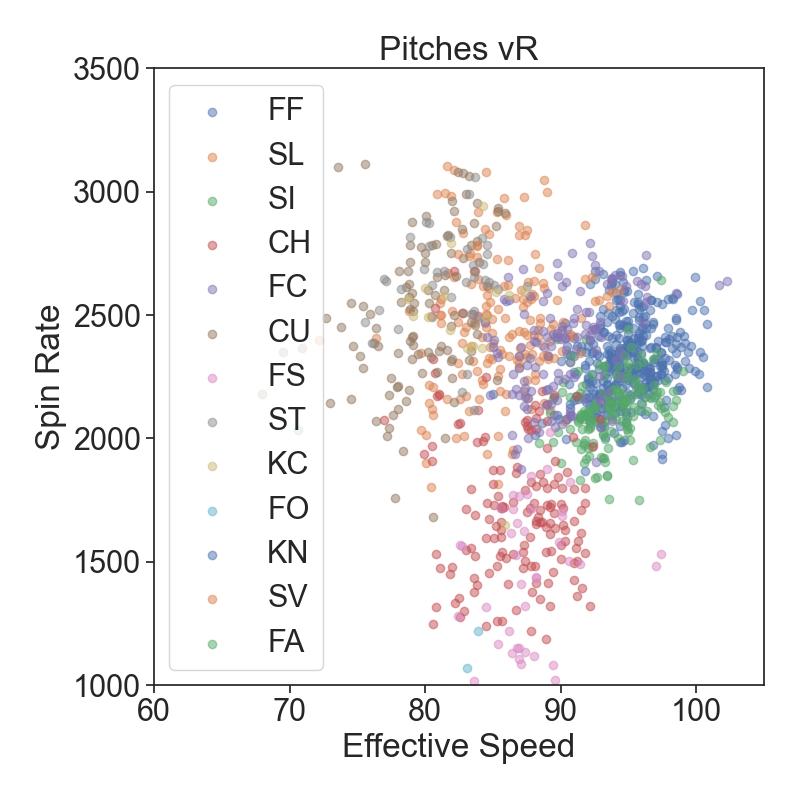 Pitches vR
3500
3000
2500
2000
1500
1000
Spin Rate
FF
SL
SI
CH
FC
CU
FS
ST
KC
FO
KN
SV
FA
60 70 80 90 100
Effective Speed